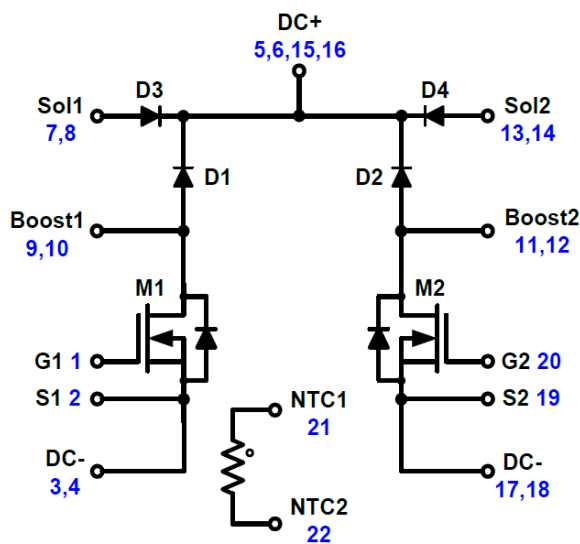 DC+
5,6,15,16
D3
D4
Sol1
7,8
Sol2
13,14
D1
D2
Boost1
9,10
Boost2
11,12
M1
M2
G1 1
G2 20
S1 2
S2 19
NTC1
21
DC-
3,4
DC-
17,18
NTC2
22